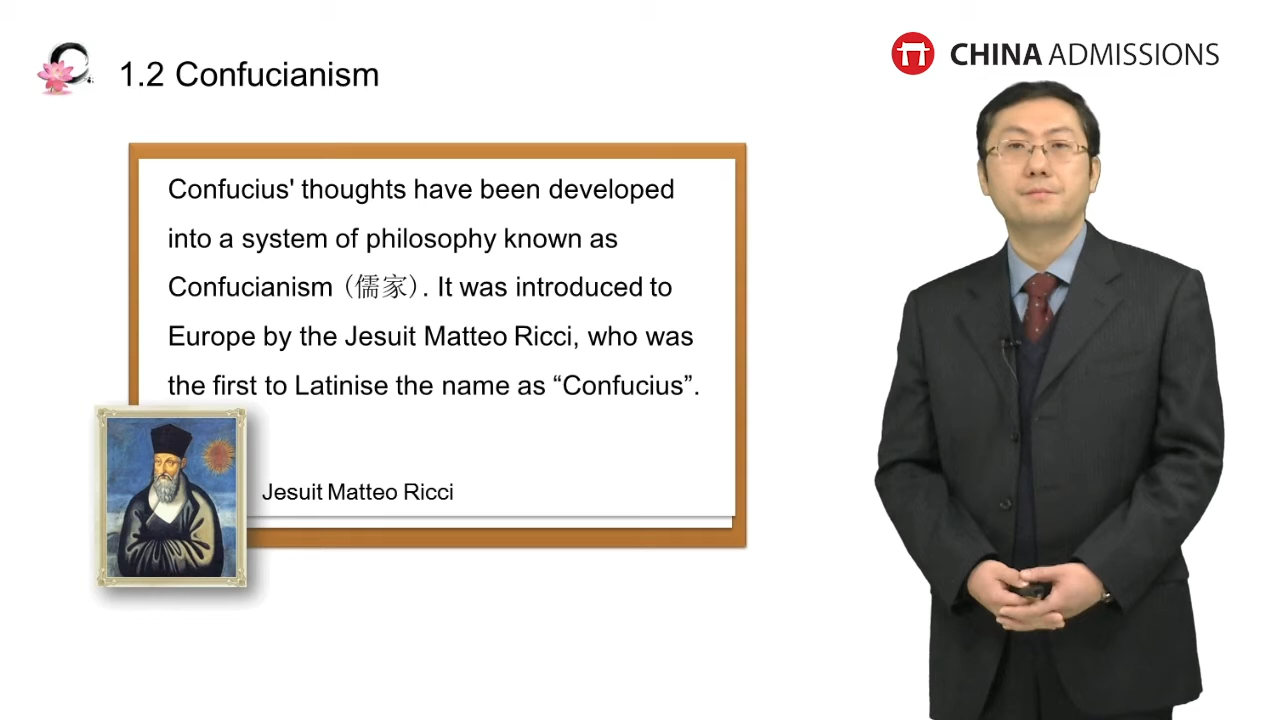 1.2 Confucianism
CHINA ADMISSIONS
Confucius' thoughts have been developed
into a system of philosophy known as
Confucianism（儒家）. It was introduced to
Europe by the Jesuit Matteo Ricci, who was
the first to Latinise the name as “Confucius”.
Jesuit Matteo Ricci